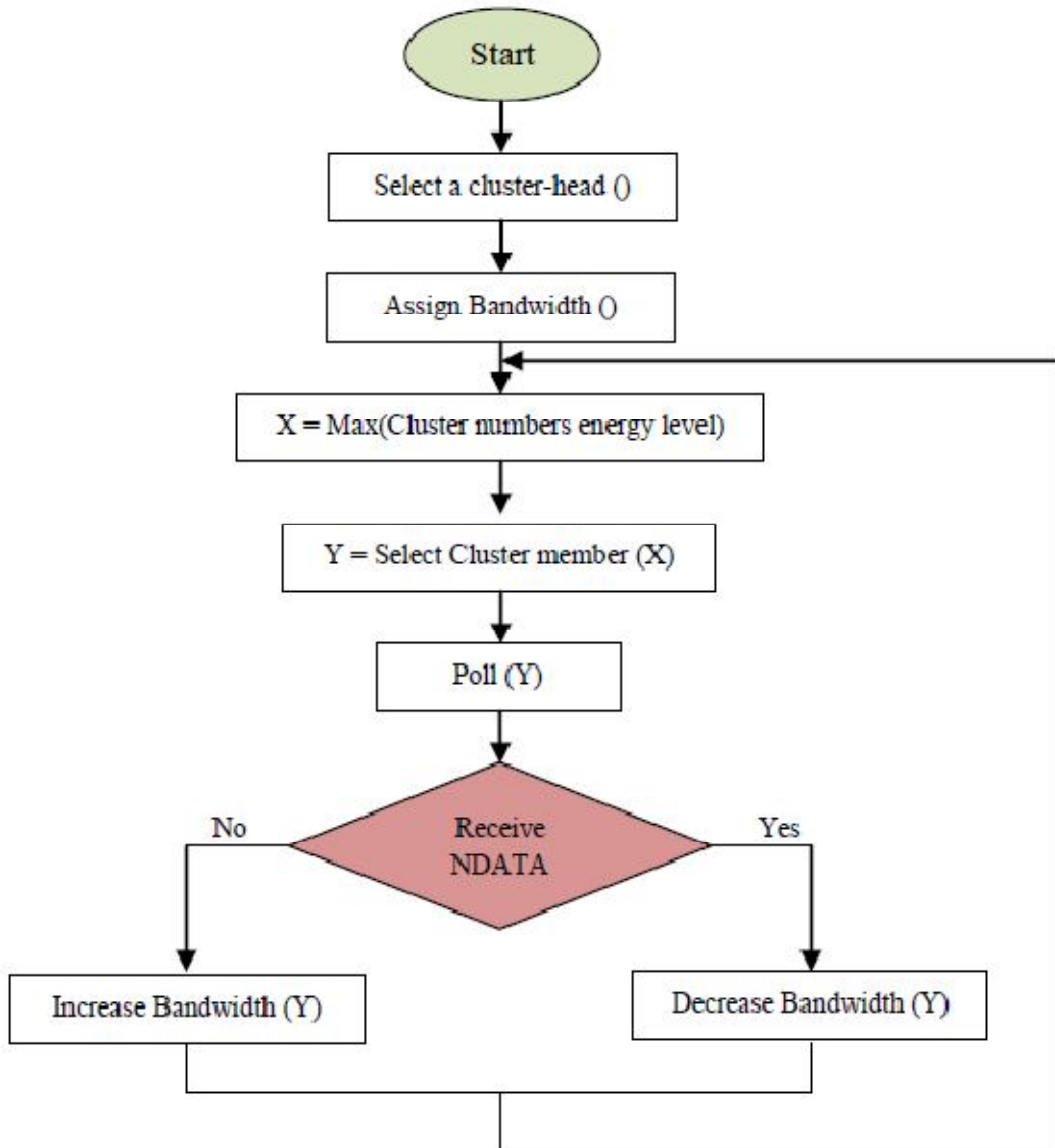 Start
Select a cluster-head ()
Assign Bandwidth ()
X = Max(Cluster numbers energy level)
Y = Select Cluster member (X)
Poll (Y)
No
Receive
NDATA
Yes
Increase Bandwidth (Y)
Decrease Bandwidth (Y)